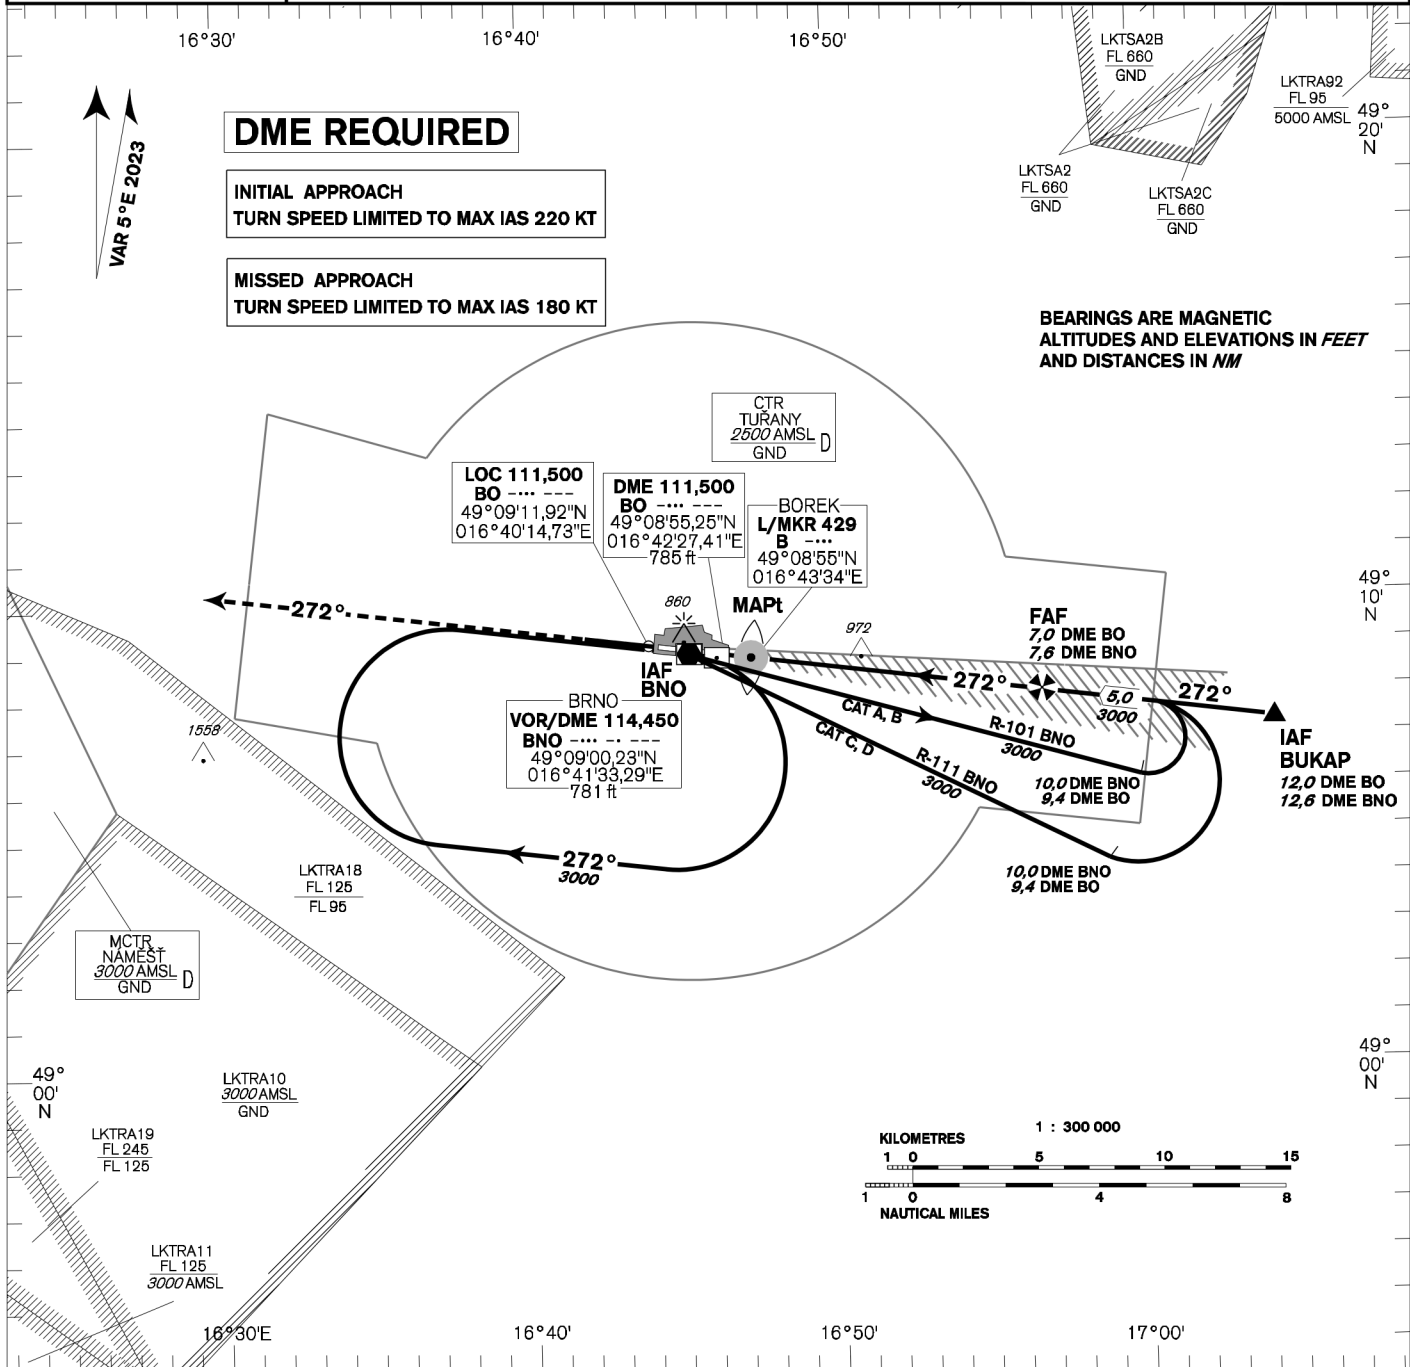 16°30'
16°40'
16°50'
LKTSA2B
FL 660
GND
LKTRA92
FL 95
5000 AMSL
49°
20'
N
VAR 5°E 2023
DME REQUIRED
INITIAL APPROACH
TURN SPEED LIMITED TO MAX IAS 220 KT
MISSED APPROACH
TURN SPEED LIMITED TO MAX IAS 180 KT
LKTSA2
FL 660
GND
LKTSA2C
FL 660
GND
BEARINGS ARE MAGNETIC
ALTITUDES AND ELEVATIONS IN FEET
AND DISTANCES IN NM
CTR
TUŘANY
2500 AMSL
GND
D
LOC 111,500
BO -··· ---
49°09'11,92"N
016°40'14,73"E
DME 111,500
BO -··· ---
49°08'55,25"N
016°42'27,41"E
785 ft
BOREK
L/MKR 429
B -···
49°08'55"N
016°43'34"E
49°
10'
N
272°
860
MAPt
972
FAF
7,0 DME BO
7,6 DME BNO
IAF
BNO
272°
5,0
3000
272°
IAF
BUKAP
12,0 DME BO
12,6 DME BNO
BRNO
VOR/DME 114,450
BNO -··· -· ---
49°09'00,23"N
016°41'33,29"E
781 ft
CAT A, B
R-101 BNO
3000
CAT C, D
R-111 BNO
3000
10,0 DME BNO
9,4 DME BO
1558
272°
3000
10,0 DME BNO
9,4 DME BO
LKTRA18
FL 125
FL 95
MCTR
NÁMĚŠŤ
3000 AMSL
GND
D
49°
00'
N
49°
00'
N
LKTRA10
3000 AMSL
GND
LKTRA19
FL 245
FL 125
LKTRA11
FL 125
3000 AMSL
1 : 300 000
KILOMETRES
1 0 5 10 15
1 0 4 8
NAUTICAL MILES
16°30'E
16°40'
16°50'
17°00'